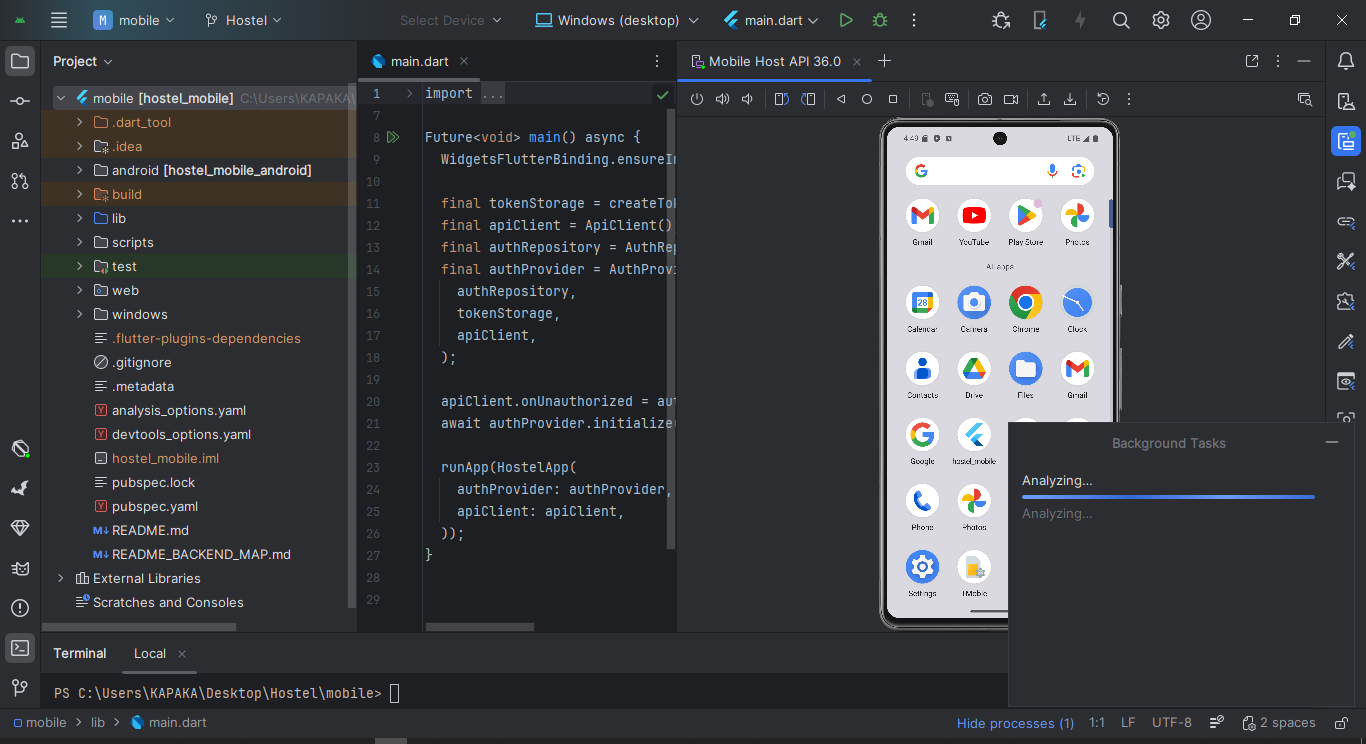 M mobile Hostel Select Device Windows (desktop) main.dart
Project
mobile [hostel_mobile] C:\Users\KAPAKA\
.dart_tool
.idea
android [hostel_mobile_android]
build
lib
scripts
test
web
windows
.flutter-plugins-dependencies
.gitignore
.metadata
analysis_options.yaml
devtools_options.yaml
hostel_mobile.iml
pubspec.lock
pubspec.yaml
README.md
README_BACKEND_MAP.md
External Libraries
Scratches and Consoles
main.dart
1 import ...
7
8 Future<void> main() async {
9 WidgetsFlutterBinding.ensureIn
10
11 final tokenStorage = createTok
12 final apiClient = ApiClient()
13 final authRepository = AuthRep
14 final authProvider = AuthProvi
15 authRepository,
16 tokenStorage,
17 apiClient,
18 );
19
20 apiClient.onUnauthorized = aut
21 await authProvider.initialize(
22
23 runApp(HostelApp(
24 authProvider: authProvider,
25 apiClient: apiClient,
26 ));
27 }
28
29
Mobile Host API 36.0
4:49 LTE
Gmail YouTube Play Store Photos
All apps
28
Calendar Camera Chrome Clock
Contacts Drive Files Gmail
Google hostel_mobile
Phone Photos
Settings TMoble
Background Tasks
Analyzing...
Analyzing...
Terminal Local
PS C:\Users\KAPAKA\Desktop\Hostel\mobile>
mobile > lib > main.dart Hide processes (1) 1:1 LF UTF-8 2 spaces